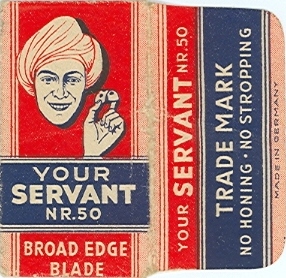 YOUR
SERVANT
NR.50
BROAD EDGE
BLADE
YOUR SERVANT NR.50
TRADE MARK
NO HONING · NO STROPPING
MADE IN GERMANY